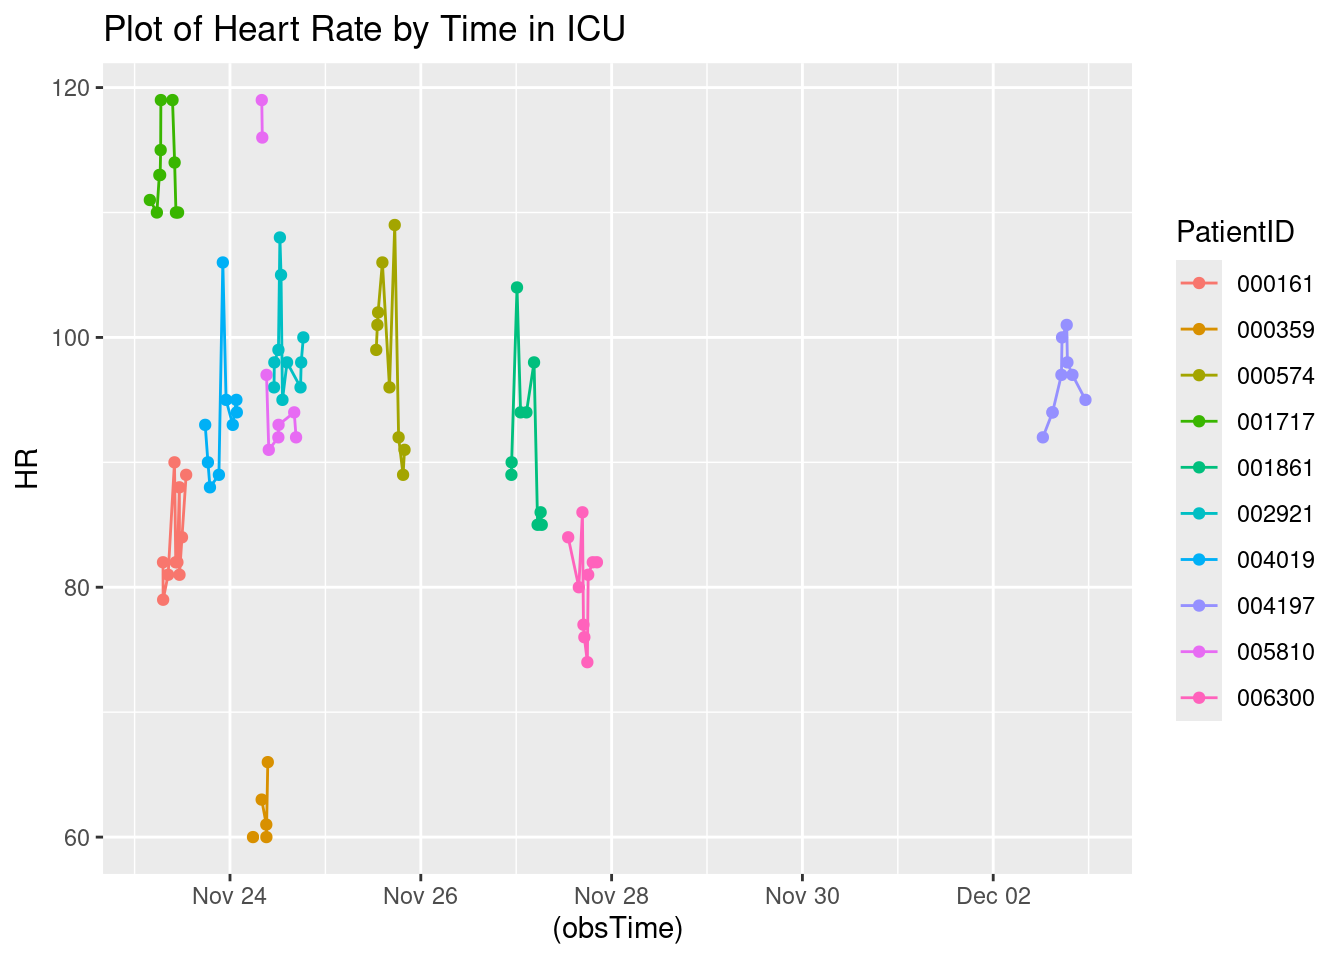 Plot of Heart Rate by Time in ICU
120
100
80
60
HR
Nov 24 Nov 26 Nov 28 Nov 30 Dec 02
(obsTime)
PatientID
000161
000359
000574
001717
001861
002921
004019
004197
005810
006300